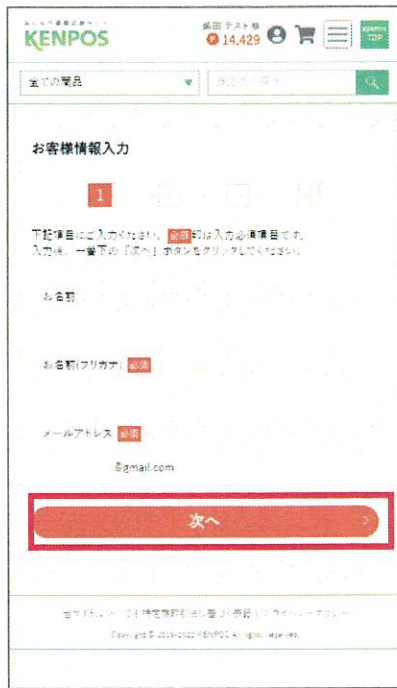 KENPOS
14,429
KENPOS
TOP
全ての商品
お客様情報入力
1
下記項目にご入力ください。必須印は入力必須項目です。
入力後、一番下の「次へ」ボタンをクリックしてください。
お名前
お名前(フリガナ) 必須
メールアドレス 必須
@gmail.com
次へ